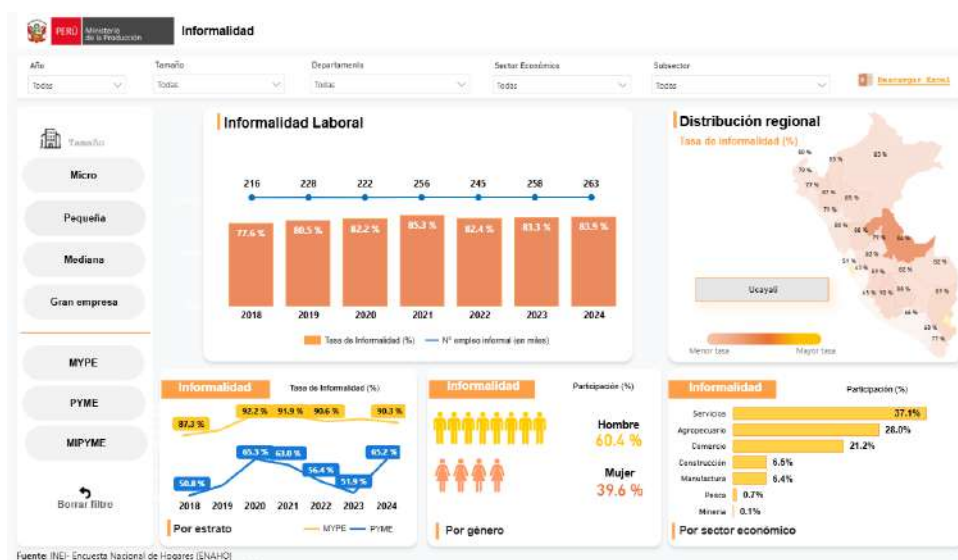 PERÚ Ministerio de la Producción
Informalidad
Año
Todas
Tamaño
Todas
Departamento
Todas
Sector Económico
Todas
Subsector
Todas
Descargar Excel
Tamaño
Micro
Pequeña
Mediana
Gran empresa
MYPE
PYME
MIPYME
Borrar filtro
Informalidad Laboral
216 228 222 256 245 258 263
77.6 % 80.5 % 82.2 % 85.3 % 82.4 % 83.3 % 83.9 %
2018 2019 2020 2021 2022 2023 2024
Tasa de Informalidad (%) N° empleo informal (en miles)
Distribución regional
Tasa de informalidad (%)
Ucayali
Menor tasa Mayor tasa
Informalidad Tasa de Informalidad (%)
87.3 % 92.2 % 91.9 % 90.6 % 90.3 %
50.8 % 65.3 % 63.0 % 56.4 % 51.9 % 65.2 %
2018 2019 2020 2021 2022 2023 2024
Por estrato
MYPE PYME
Informalidad Participación (%)
Hombre
60.4 %
Mujer
39.6 %
Por género
Informalidad Participación (%)
Servicios 37.1%
Agropecuario 28.0%
Comercio 21.2%
Construcción 6.5%
Manufactura 6.4%
Pesca 0.7%
Minería 0.1%
Por sector económico
Fuente: INEI- Encuesta Nacional de Hogares (ENAHO)